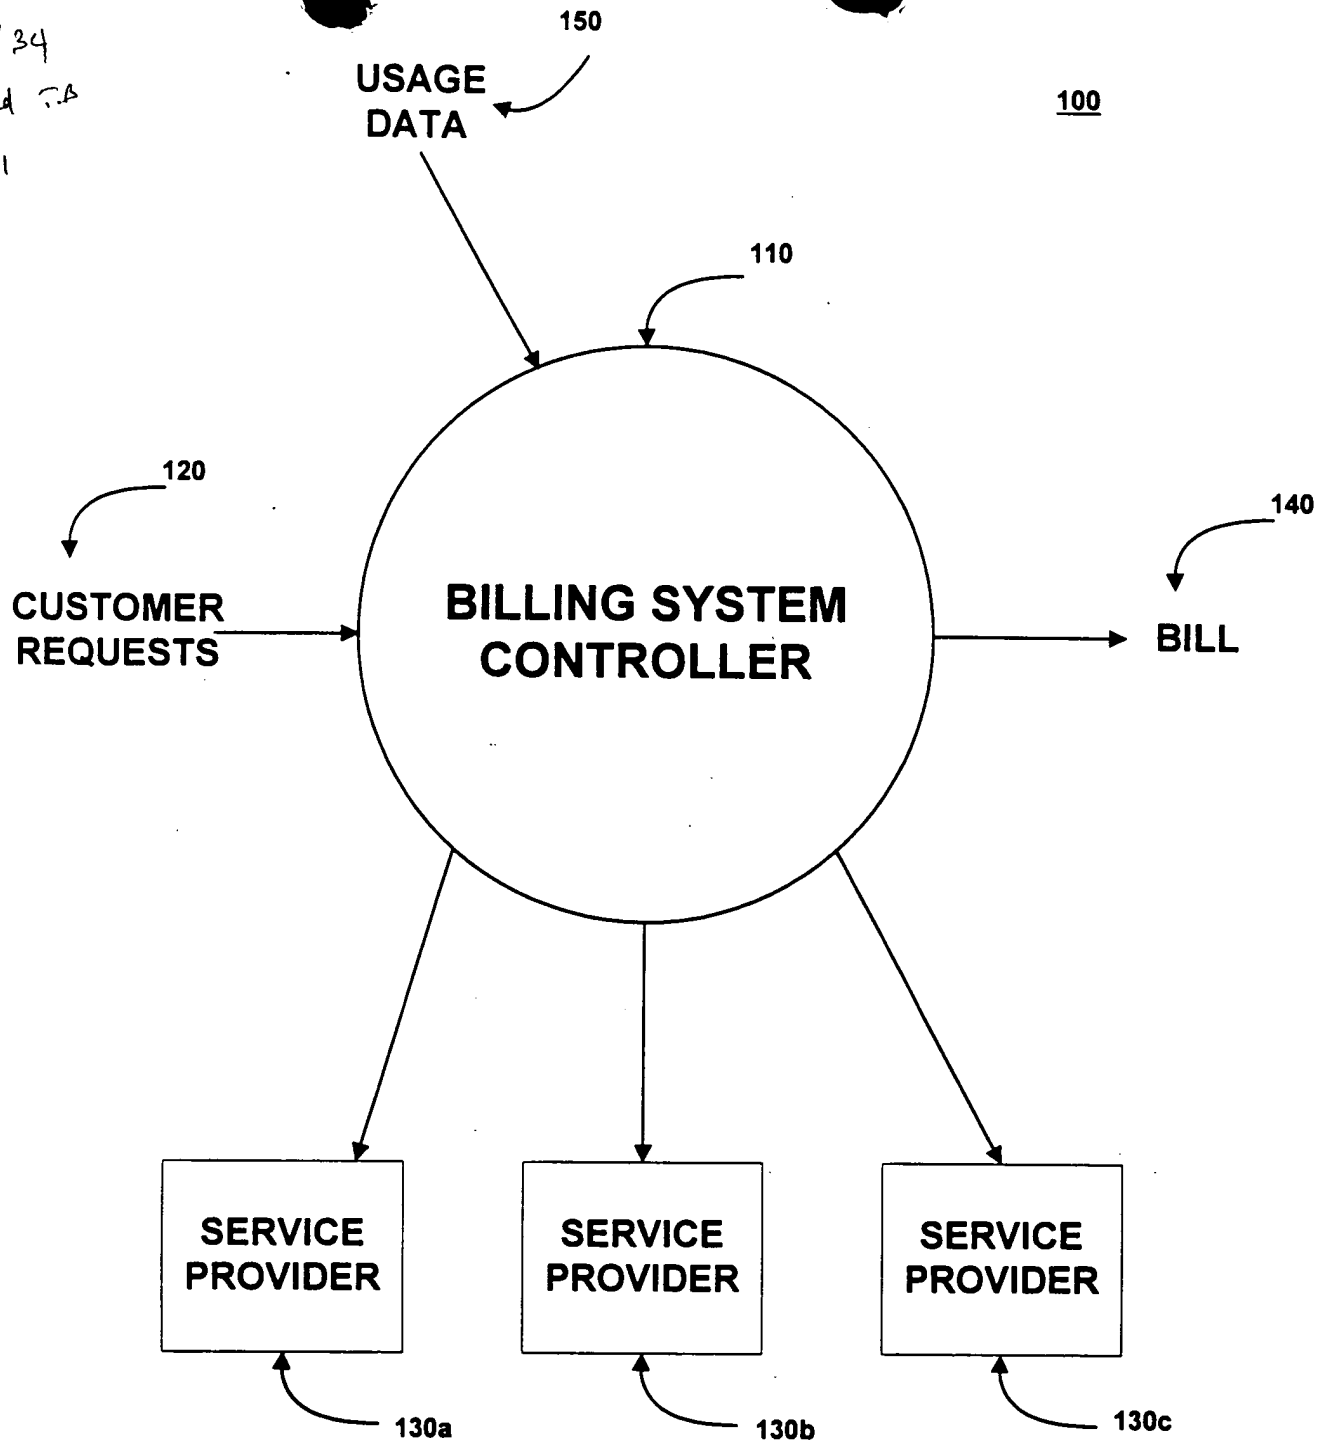 34
150
USAGE
DATA
100
110
120
140
CUSTOMER
REQUESTS
BILLING SYSTEM
CONTROLLER
BILL
SERVICE
PROVIDER
SERVICE
PROVIDER
SERVICE
PROVIDER
130a
130b
130c